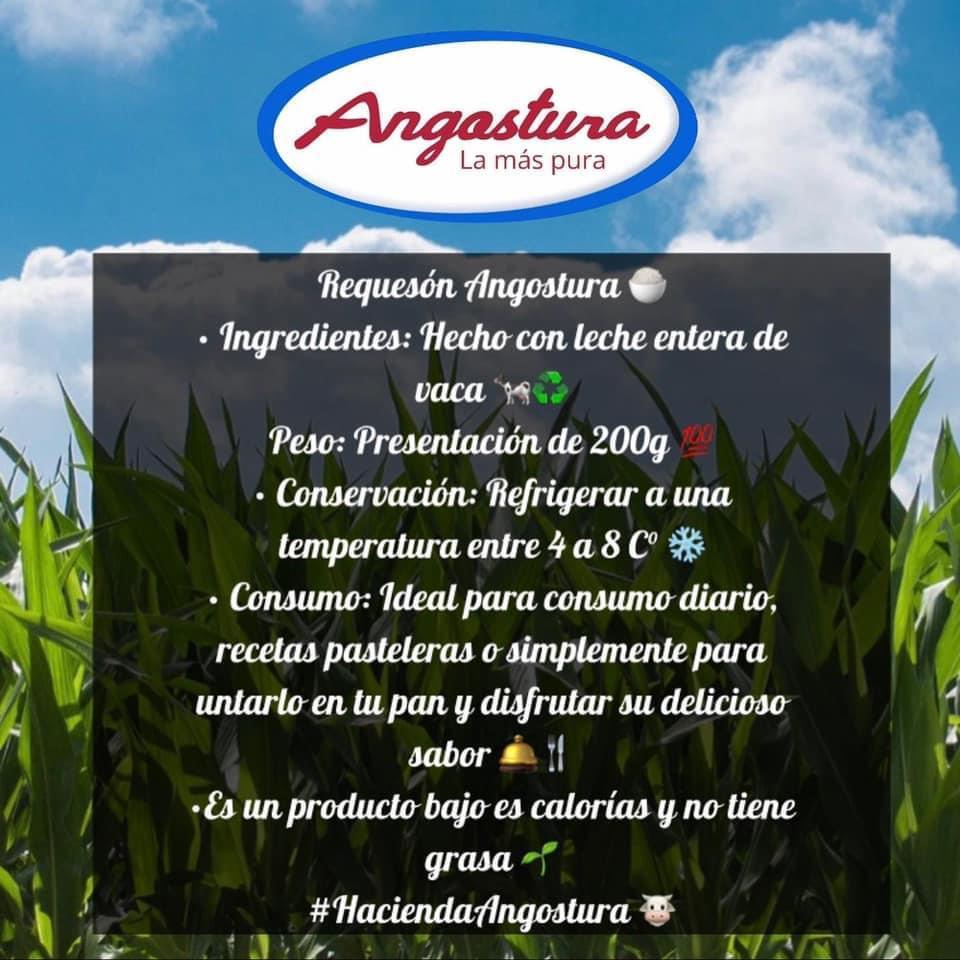 Angostura
La más pura
Requesón Angostura 🍚
• Ingredientes: Hecho con leche entera de
vaca 🐄♻️
Peso: Presentación de 200g 💯
• Conservación: Refrigerar a una
temperatura entre 4 a 8 Cº ❄️
• Consumo: Ideal para consumo diario,
recetas pasteleras o simplemente para
untarlo en tu pan y disfrutar su delicioso
sabor 🛎️🍴
•Es un producto bajo es calorías y no tiene
grasa 🌱
#HaciendaAngostura 🐮